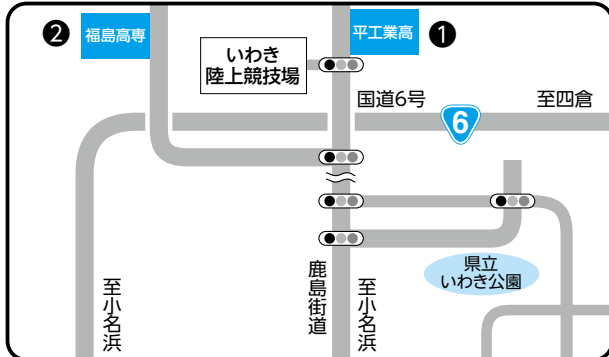 ❷ 福島高専
いわき
陸上競技場
平工業高 ❶
国道6号
6
至四倉
県立
いわき公園
至小名浜
鹿島街道
至小名浜